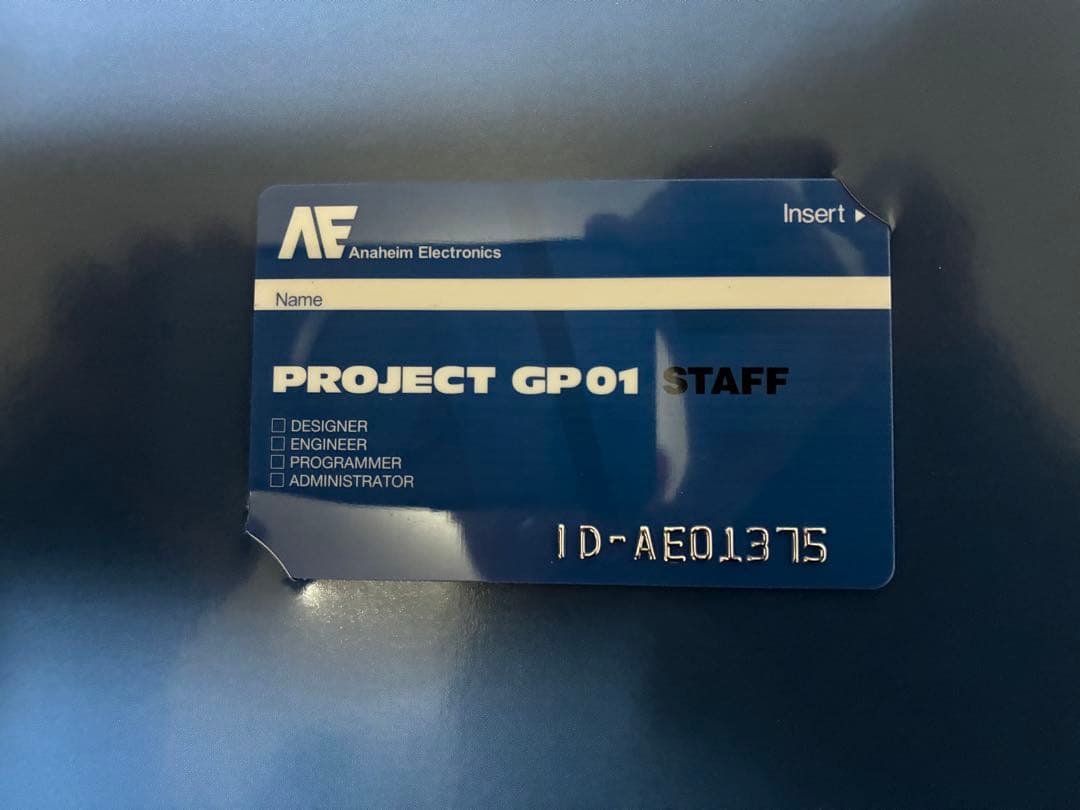 AE Anaheim Electronics
Insert ▶
Name
PROJECT GP01 STAFF
☐ DESIGNER
☐ ENGINEER
☐ PROGRAMMER
☐ ADMINISTRATOR
ID-AE01375